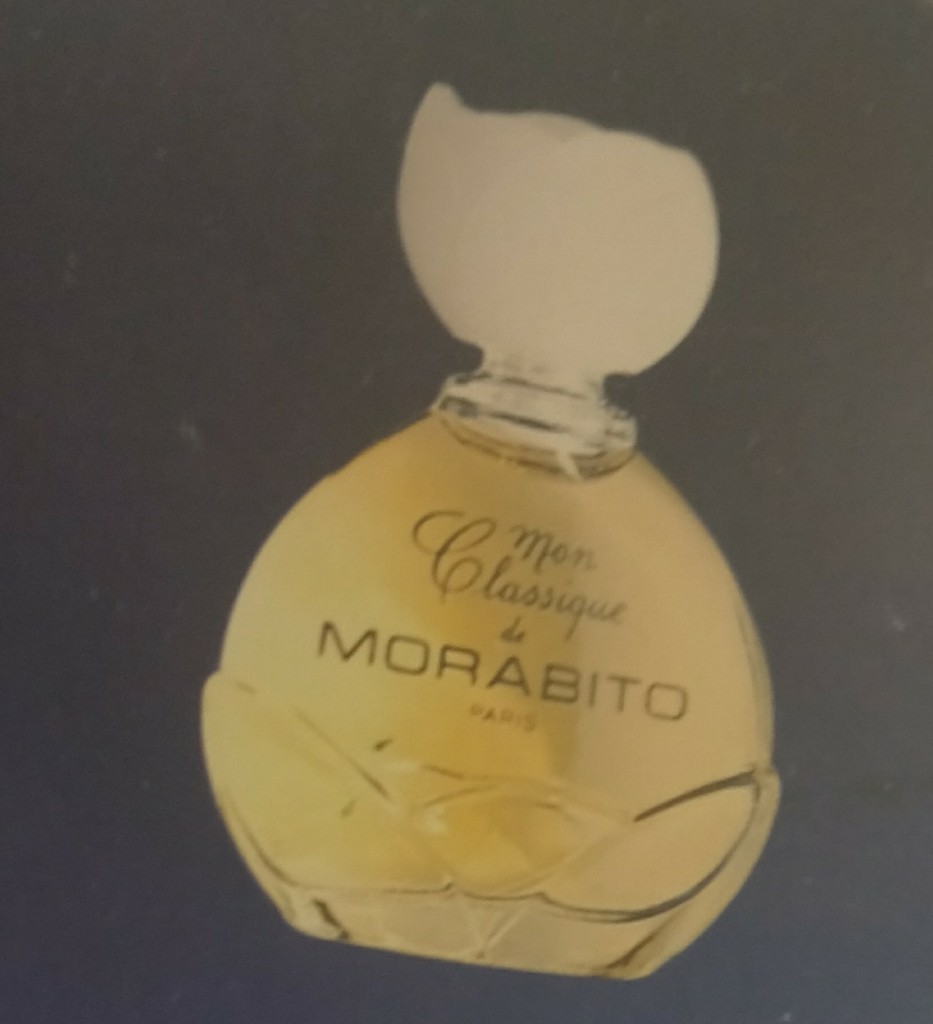 Mon
Classique
de
MORABITO
PARIS